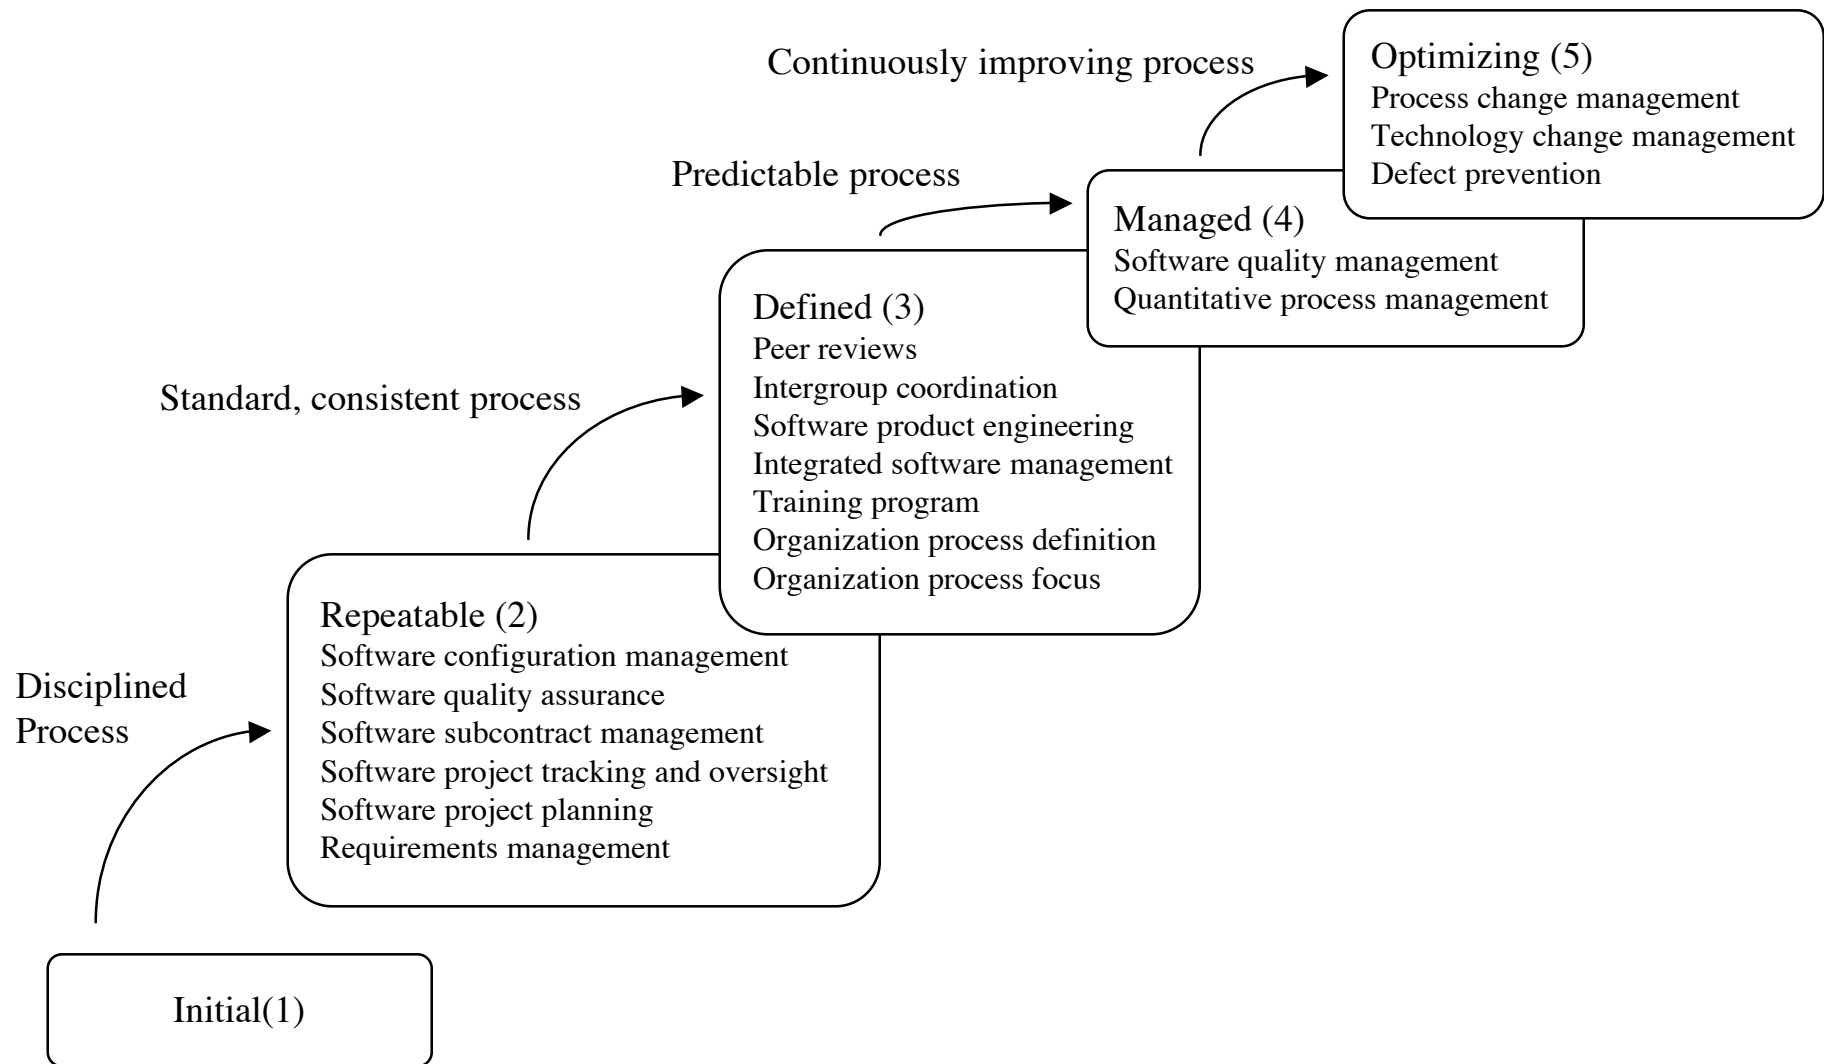 Continuously improving process
Optimizing (5)
Process change management
Technology change management
Defect prevention
Predictable process
Managed (4)
Software quality management
Quantitative process management
Standard, consistent process
Defined (3)
Peer reviews
Intergroup coordination
Software product engineering
Integrated software management
Training program
Organization process definition
Organization process focus
Disciplined
Process
Repeatable (2)
Software configuration management
Software quality assurance
Software subcontract management
Software project tracking and oversight
Software project planning
Requirements management
Initial(1)